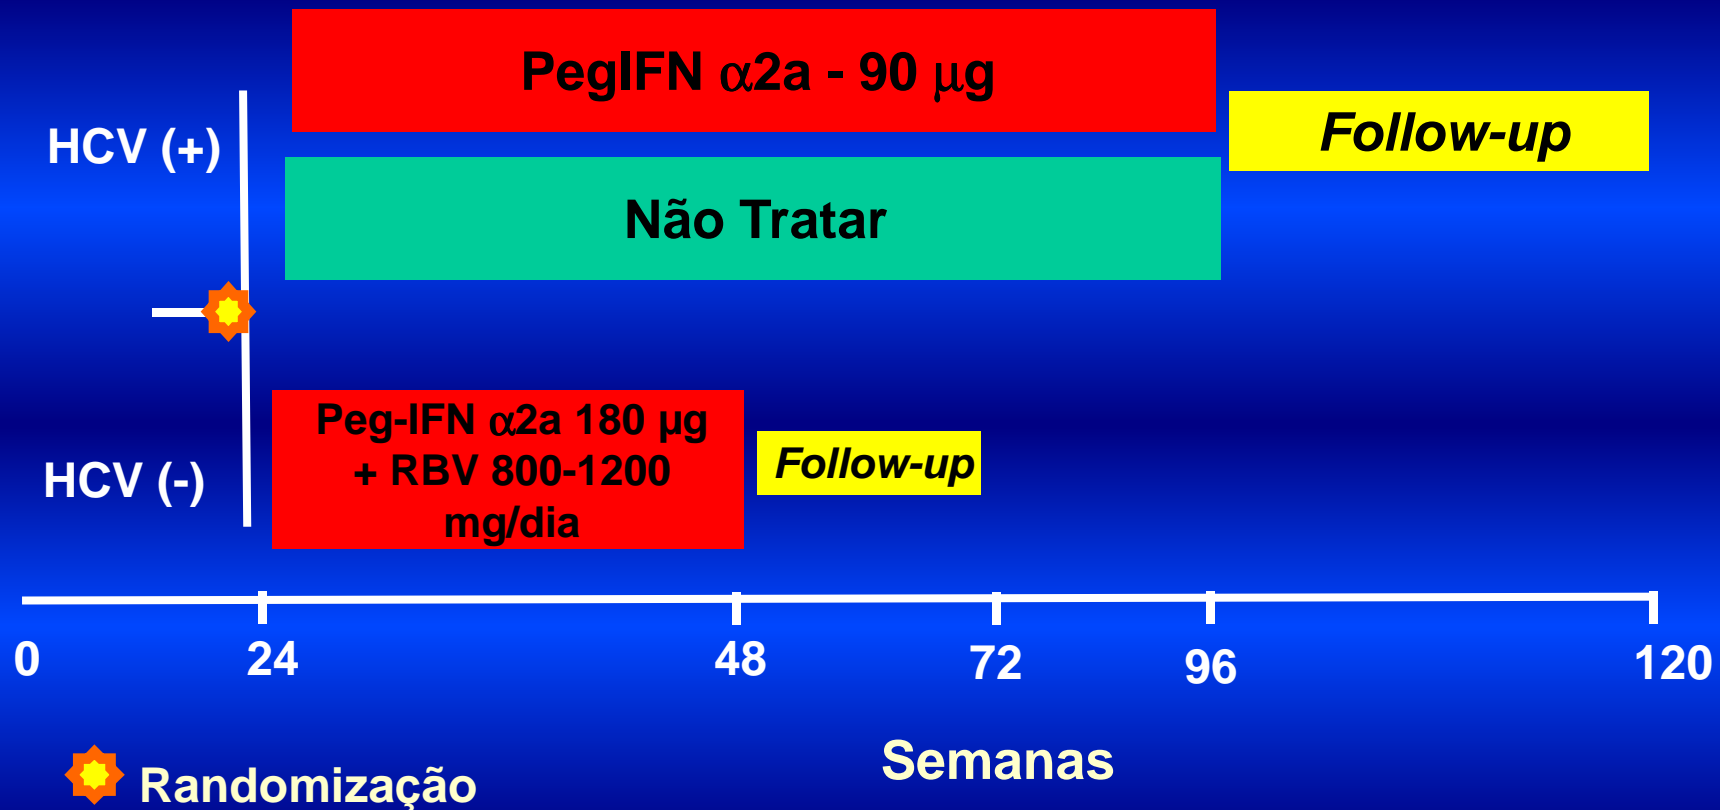 PegIFN α2a - 90 μg
HCV (+)
Follow-up
Não Tratar
Peg-IFN α2a 180 µg
+ RBV 800-1200
mg/dia
HCV (-)
Follow-up
0 24 48 72 96 120
Semanas
Randomização